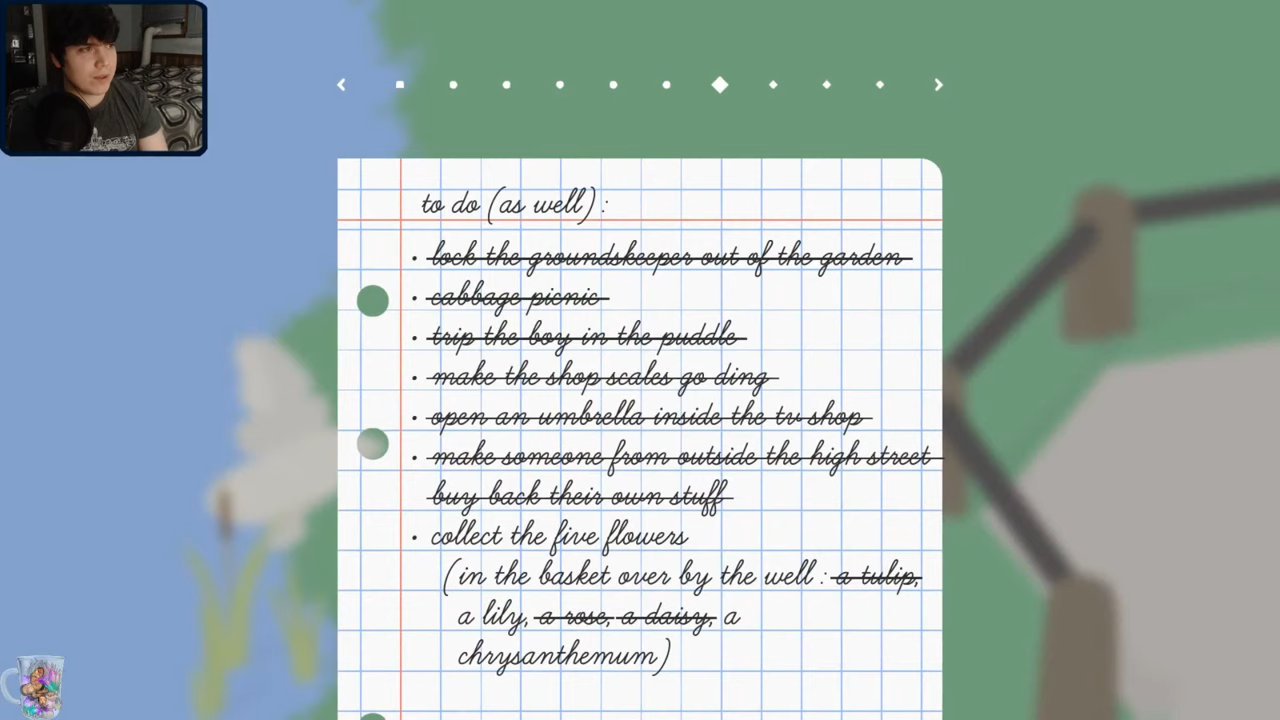 to do (as well) :
• lock the groundskeeper out of the garden
• cabbage picnic
• trip the boy in the puddle
• make the shop scales go ding
• open an umbrella inside the tv shop
• make someone from outside the high street
buy back their own stuff
• collect the five flowers
(in the basket over by the well : a tulip,
a lily, a rose, a daisy, a
chrysanthemum)